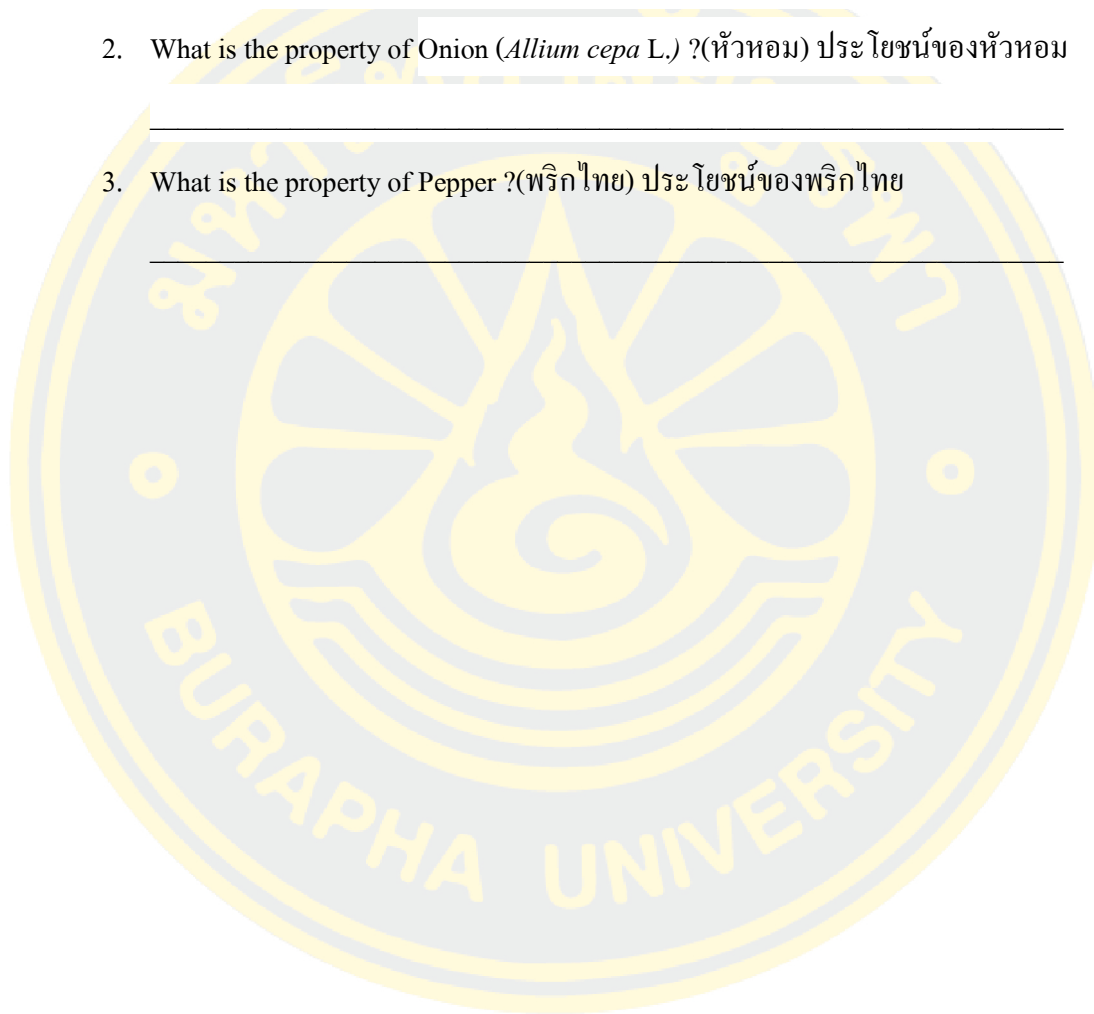 2. What is the property of Onion (Allium cepa L.) ?(หัวหอม) ประโยชน์ของหัวหอม
3. What is the property of Pepper ?(พริกไทย) ประโยชน์ของพริกไทย
BURAPHA UNIVERSITY